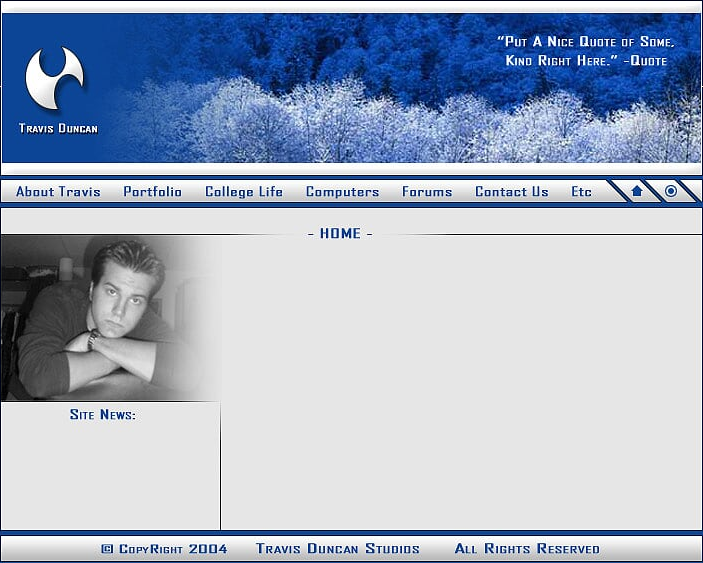 “Put A Nice Quote of Some,
Kind Right Here.” -Quote
Travis Duncan
About Travis Portfolio College Life Computers Forums Contact Us Etc
- HOME -
Site News:
© CopyRight 2004 Travis Duncan Studios All Rights Reserved